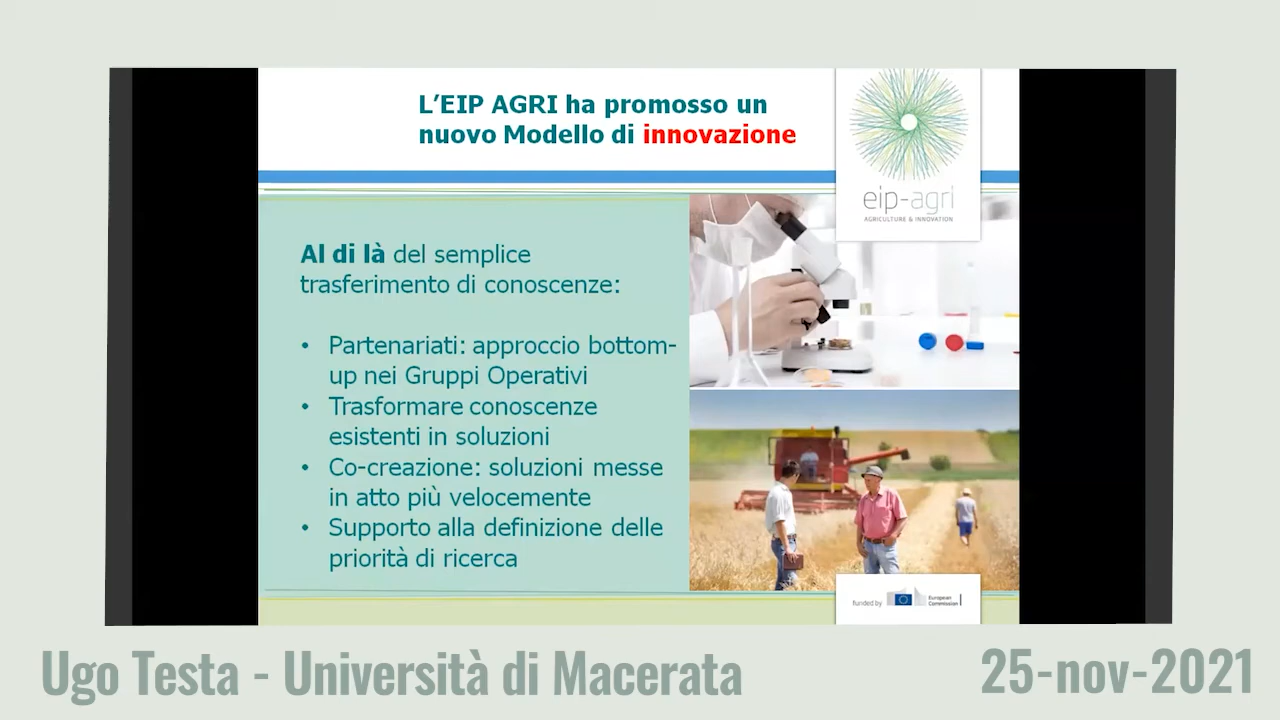 L’EIP AGRI ha promosso un
nuovo Modello di innovazione
eip-agri
AGRICULTURE & INNOVATION
Al di là del semplice
trasferimento di conoscenze:
• Partenariati: approccio bottom-
up nei Gruppi Operativi
• Trasformare conoscenze
esistenti in soluzioni
• Co-creazione: soluzioni messe
in atto più velocemente
• Supporto alla definizione delle
priorità di ricerca
funded by
European
Commission
Ugo Testa - Università di Macerata
25-nov-2021